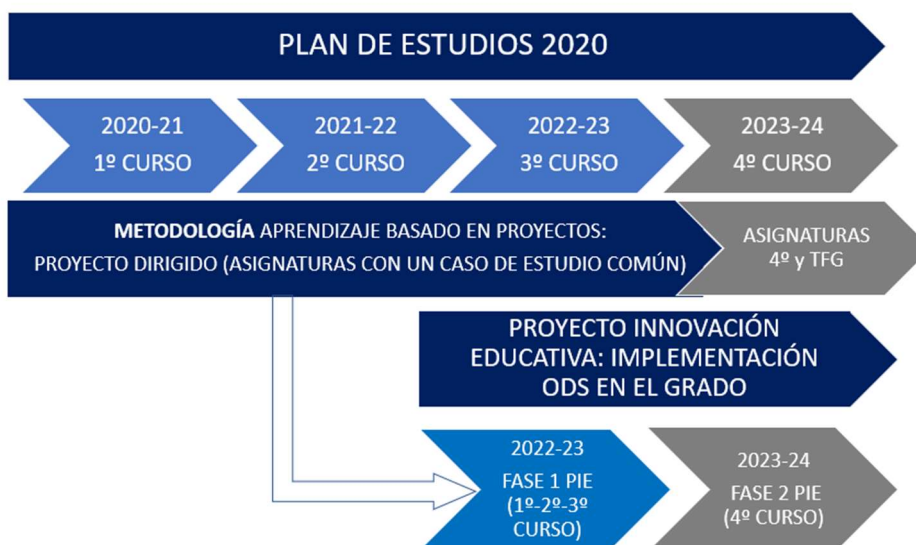 PLAN DE ESTUDIOS 2020
2020-21
1º CURSO
2021-22
2º CURSO
2022-23
3º CURSO
2023-24
4º CURSO
METODOLOGÍA APRENDIZAJE BASADO EN PROYECTOS:
PROYECTO DIRIGIDO (ASIGNATURAS CON UN CASO DE ESTUDIO COMÚN)
ASIGNATURAS
4º y TFG
PROYECTO INNOVACIÓN
EDUCATIVA: IMPLEMENTACIÓN
ODS EN EL GRADO
2022-23
FASE 1 PIE
(1º-2º-3º
CURSO)
2023-24
FASE 2 PIE
(4º CURSO)